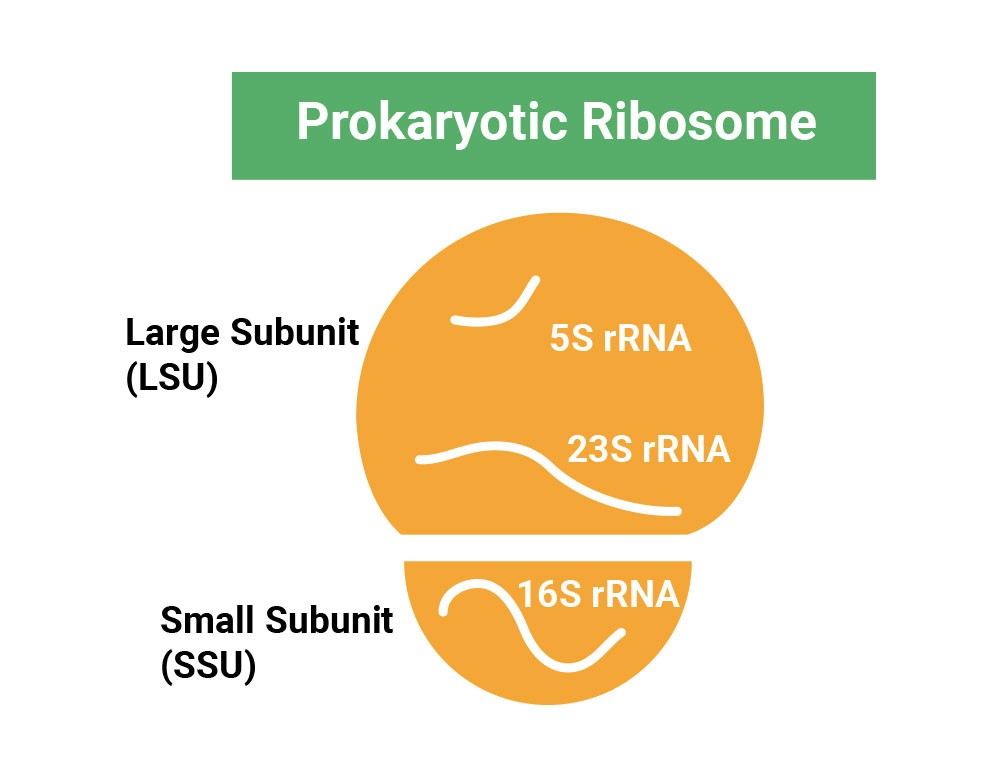 Prokaryotic Ribosome
Large Subunit
(LSU)
5S rRNA
23S rRNA
16S rRNA
Small Subunit
(SSU)